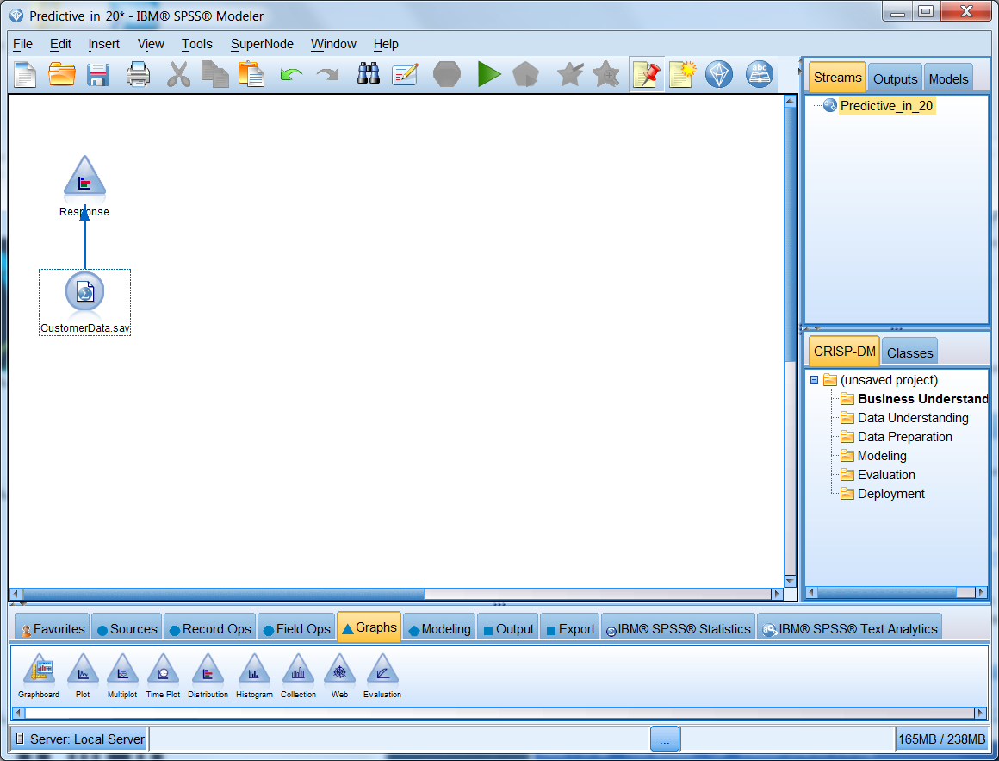 Predictive_in_20* - IBM® SPSS® Modeler
File Edit Insert View Tools SuperNode Window Help
abc
Streams Outputs Models
Predictive_in_20
Response
CustomerData.sav
CRISP-DM Classes
(unsaved project)
Business Understand
Data Understanding
Data Preparation
Modeling
Evaluation
Deployment
Favorites Sources Record Ops Field Ops Graphs Modeling Output Export IBM® SPSS® Statistics IBM® SPSS® Text Analytics
Graphboard Plot Multiplot Time Plot Distribution Histogram Collection Web Evaluation
Server: Local Server ... 165MB / 238MB